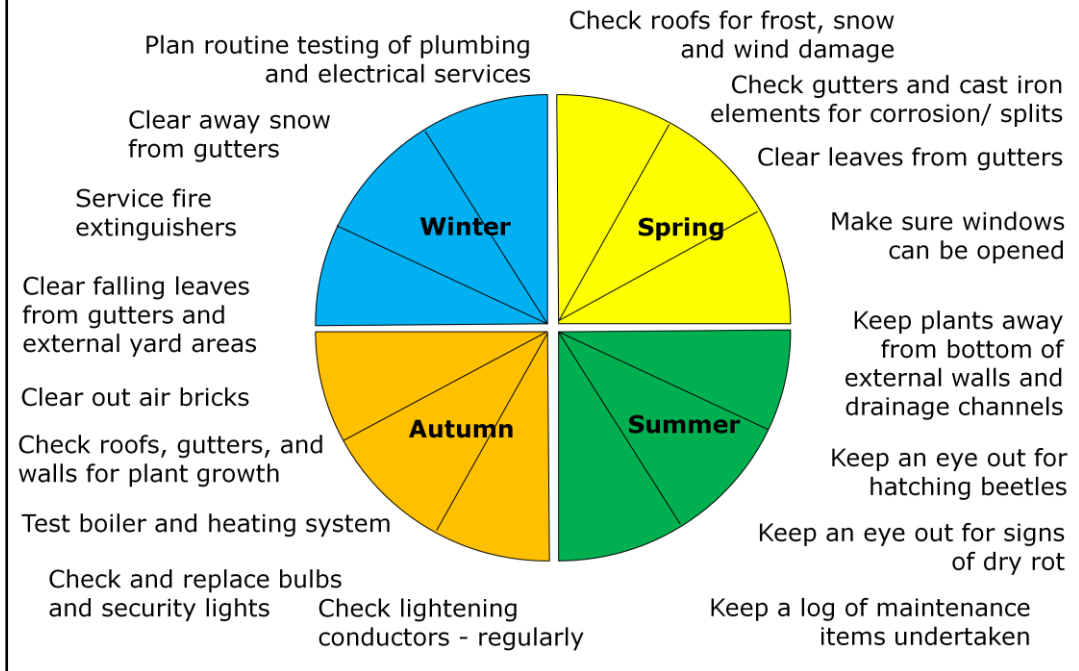 Check roofs for frost, snow
and wind damage
Plan routine testing of plumbing
and electrical services
Check gutters and cast iron
elements for corrosion/ splits
Clear away snow
from gutters
Clear leaves from gutters
Service fire
extinguishers
Winter
Spring
Make sure windows
can be opened
Clear falling leaves
from gutters and
external yard areas
Keep plants away
from bottom of
external walls and
drainage channels
Clear out air bricks
Autumn
Summer
Check roofs, gutters, and
walls for plant growth
Keep an eye out for
hatching beetles
Test boiler and heating system
Keep an eye out for signs
of dry rot
Check and replace bulbs
and security lights
Check lightening
conductors - regularly
Keep a log of maintenance
items undertaken